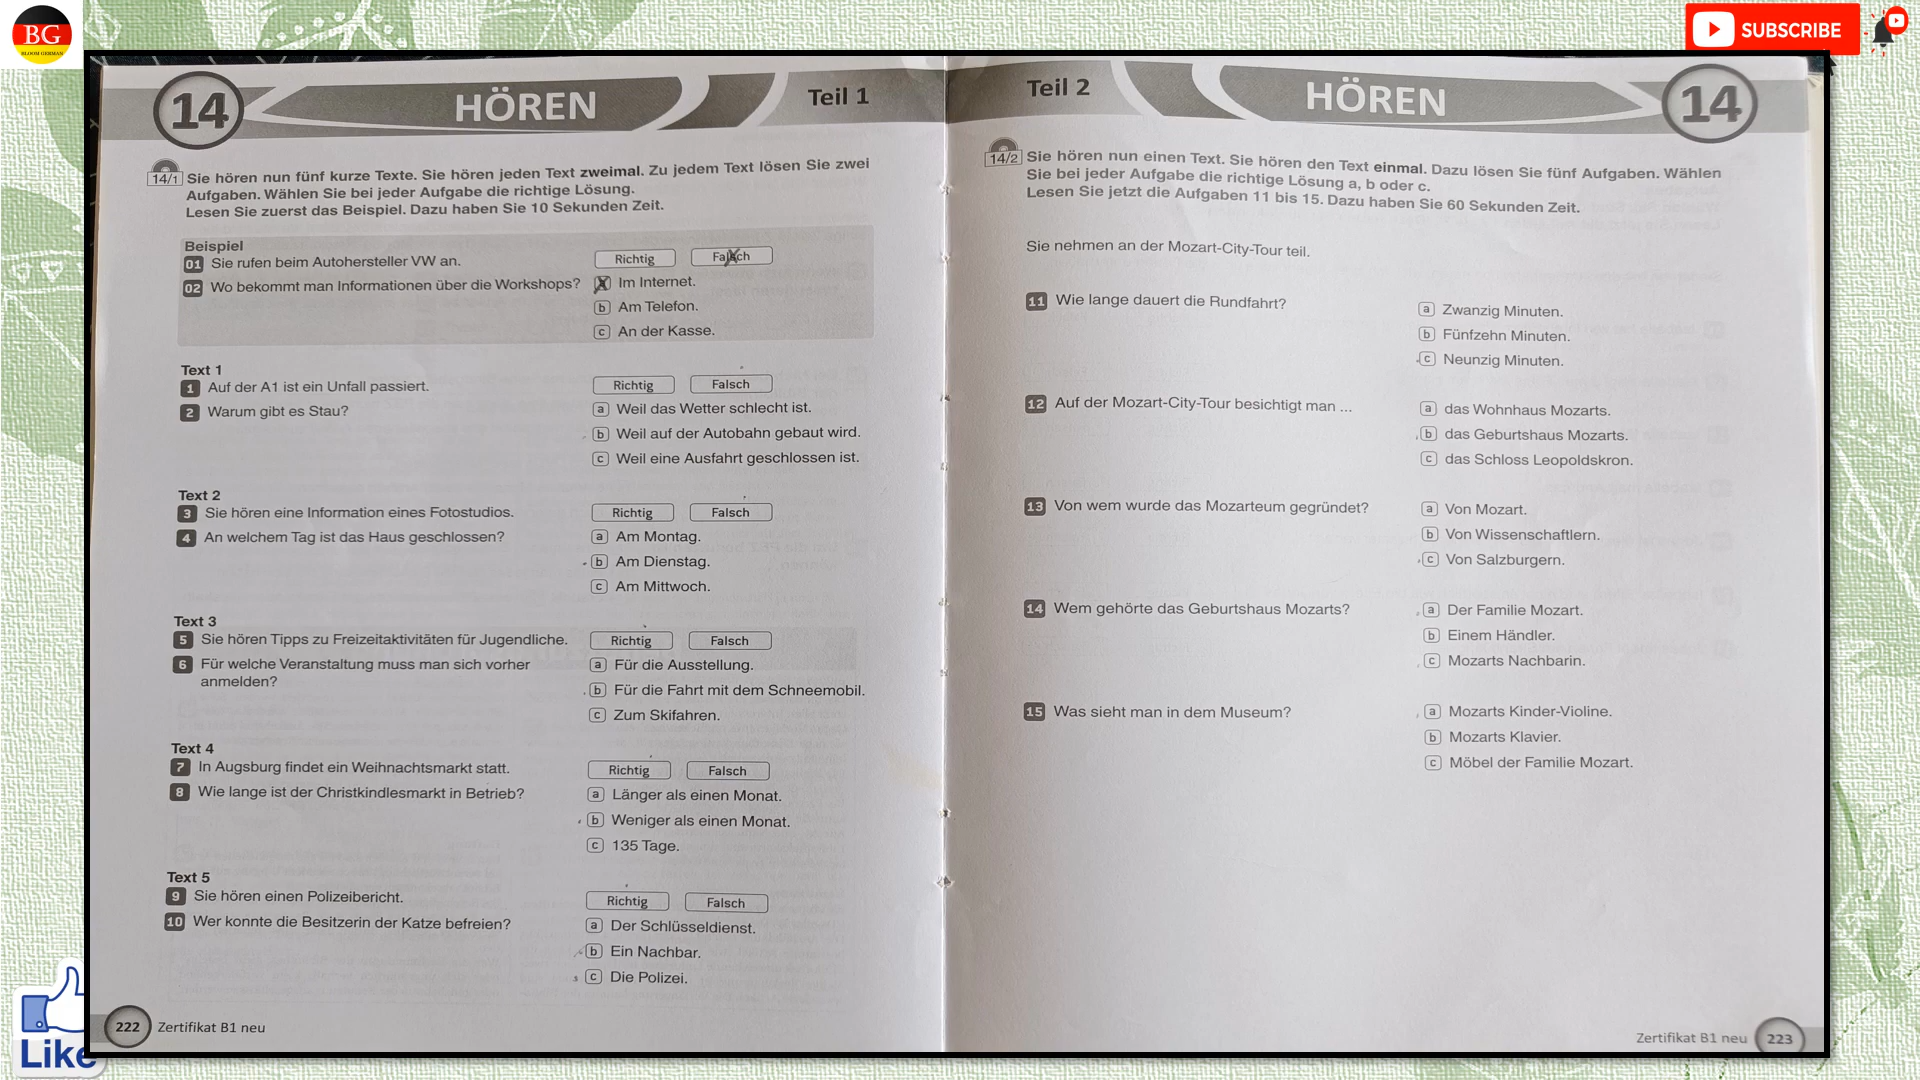 BG
BLOOM GERMAN
SUBSCRIBE
14
HÖREN
Teil 1
14/1
Sie hören nun fünf kurze Texte. Sie hören jeden Text zweimal. Zu jedem Text lösen Sie zwei
Aufgaben. Wählen Sie bei jeder Aufgabe die richtige Lösung.
Lesen Sie zuerst das Beispiel. Dazu haben Sie 10 Sekunden Zeit.
Beispiel
01 Sie rufen beim Autohersteller VW an. Richtig Falsch
02 Wo bekommt man Informationen über die Workshops? a Im Internet.
b Am Telefon.
c An der Kasse.
Text 1
1 Auf der A1 ist ein Unfall passiert. Richtig Falsch
2 Warum gibt es Stau? a Weil das Wetter schlecht ist.
b Weil auf der Autobahn gebaut wird.
c Weil eine Ausfahrt geschlossen ist.
Text 2
3 Sie hören eine Information eines Fotostudios. Richtig Falsch
4 An welchem Tag ist das Haus geschlossen? a Am Montag.
b Am Dienstag.
c Am Mittwoch.
Text 3
5 Sie hören Tipps zu Freizeitaktivitäten für Jugendliche. Richtig Falsch
6 Für welche Veranstaltung muss man sich vorher a Für die Ausstellung.
anmelden?
b Für die Fahrt mit dem Schneemobil.
c Zum Skifahren.
Text 4
7 In Augsburg findet ein Weihnachtsmarkt statt. Richtig Falsch
8 Wie lange ist der Christkindlesmarkt in Betrieb? a Länger als einen Monat.
b Weniger als einen Monat.
c 135 Tage.
Text 5
9 Sie hören einen Polizeibericht. Richtig Falsch
10 Wer konnte die Besitzerin der Katze befreien? a Der Schlüsseldienst.
b Ein Nachbar.
c Die Polizei.
222 Zertifikat B1 neu
Teil 2
HÖREN
14
14/2
Sie hören nun einen Text. Sie hören den Text einmal. Dazu lösen Sie fünf Aufgaben. Wählen
Sie bei jeder Aufgabe die richtige Lösung a, b oder c.
Lesen Sie jetzt die Aufgaben 11 bis 15. Dazu haben Sie 60 Sekunden Zeit.
Sie nehmen an der Mozart-City-Tour teil.
11 Wie lange dauert die Rundfahrt? a Zwanzig Minuten.
b Fünfzehn Minuten.
c Neunzig Minuten.
12 Auf der Mozart-City-Tour besichtigt man ... a das Wohnhaus Mozarts.
b das Geburtshaus Mozarts.
c das Schloss Leopoldskron.
13 Von wem wurde das Mozarteum gegründet? a Von Mozart.
b Von Wissenschaftlern.
c Von Salzburgern.
14 Wem gehörte das Geburtshaus Mozarts? a Der Familie Mozart.
b Einem Händler.
c Mozarts Nachbarin.
15 Was sieht man in dem Museum? a Mozarts Kinder-Violine.
b Mozarts Klavier.
c Möbel der Familie Mozart.
Zertifikat B1 neu 223
Like